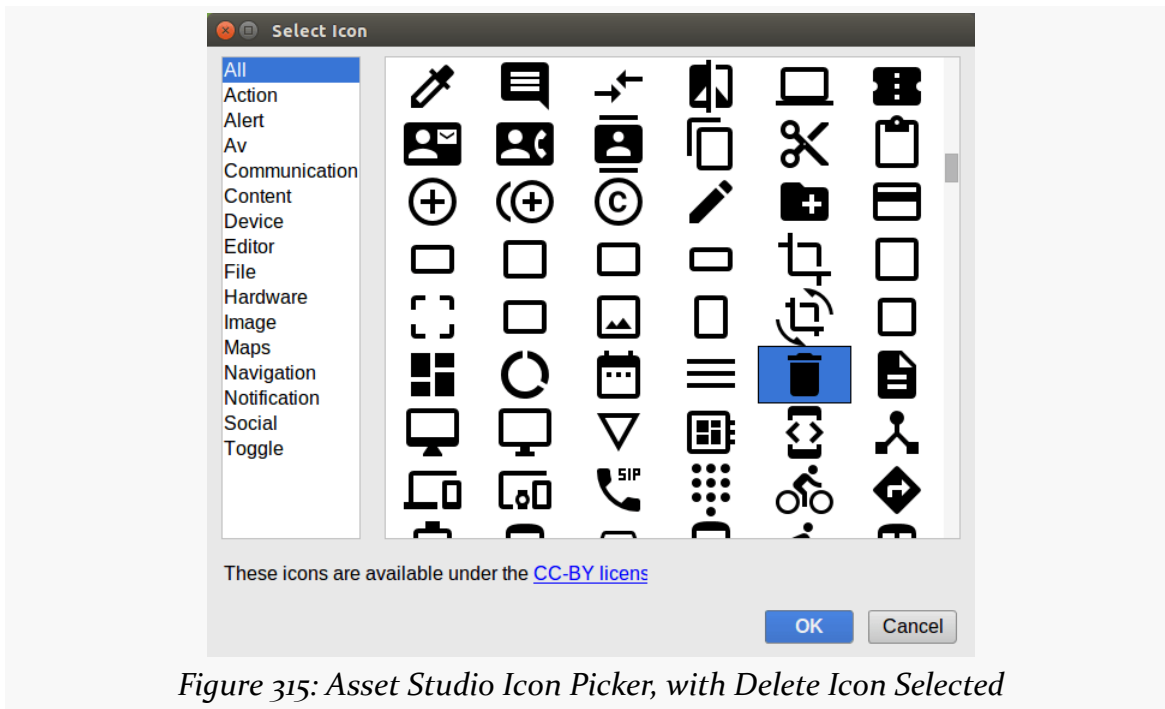 Select Icon
All
Action
Alert
Av
Communication
Content
Device
Editor
File
Hardware
Image
Maps
Navigation
Notification
Social
Toggle
C
SIP
These icons are available under the CC-BY licens
OK
Cancel
Figure 315: Asset Studio Icon Picker, with Delete Icon Selected